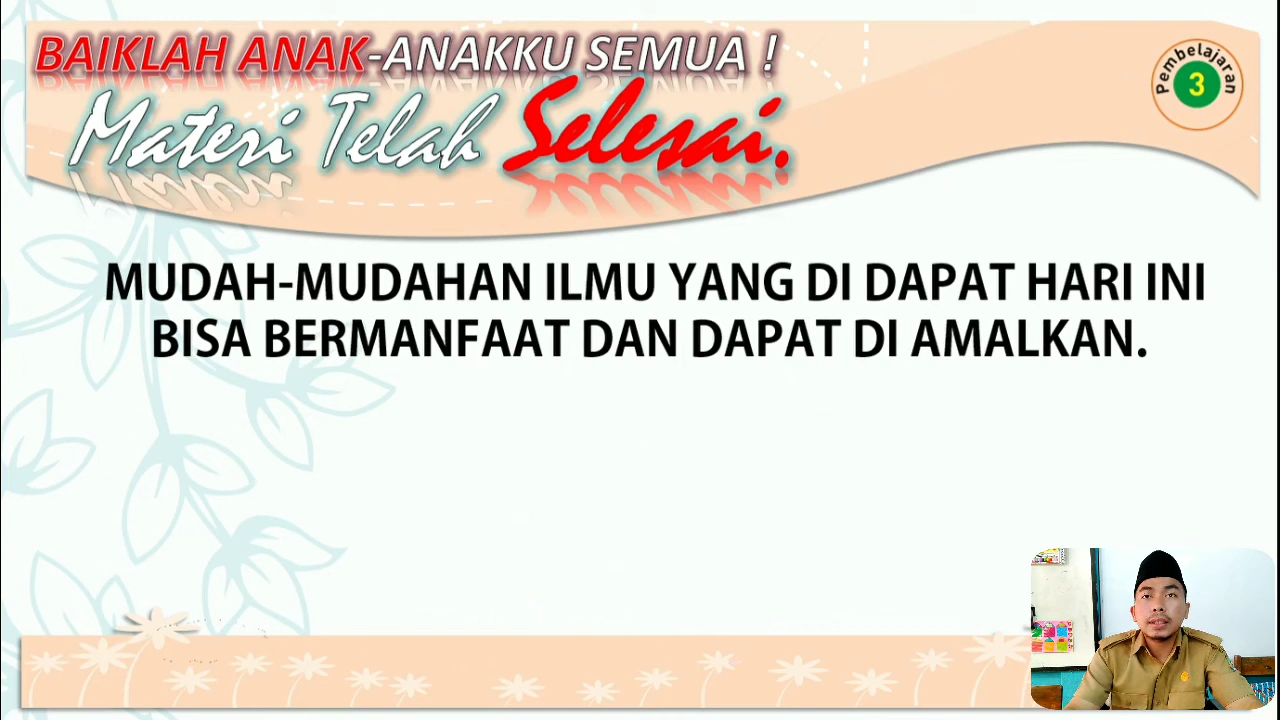 BAIKLAH ANAK-ANAKKU SEMUA !
Materi Telah Selesai.
Pembelajaran
3
MUDAH-MUDAHAN ILMU YANG DI DAPAT HARI INI
BISA BERMANFAAT DAN DAPAT DI AMALKAN.